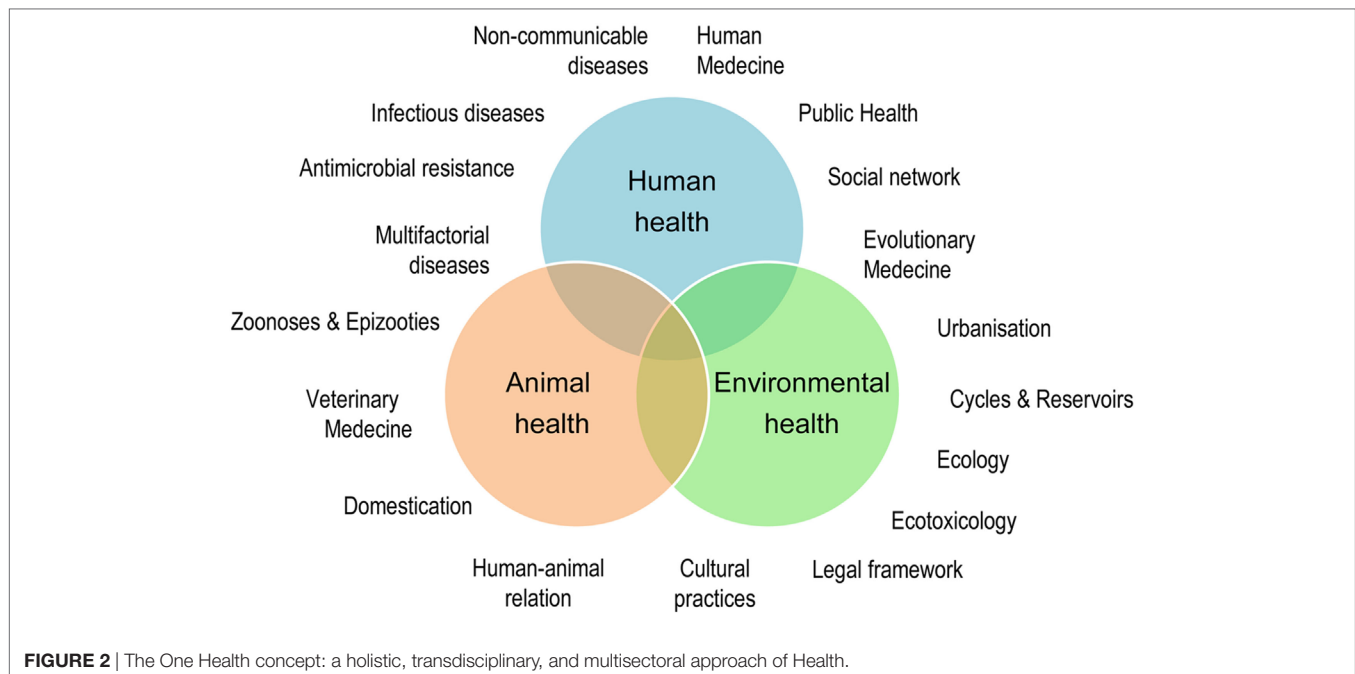 Non-communicable
diseases
Human
Medecine
Infectious diseases
Public Health
Antimicrobial resistance
Social network
Human
health
Multifactorial
diseases
Evolutionary
Medecine
Zoonoses & Epizooties
Urbanisation
Animal
health
Environmental
health
Veterinary
Medecine
Cycles & Reservoirs
Ecology
Domestication
Ecotoxicology
Human-animal
relation
Cultural
practices
Legal framework
FIGURE 2 | The One Health concept: a holistic, transdisciplinary, and multisectoral approach of Health.